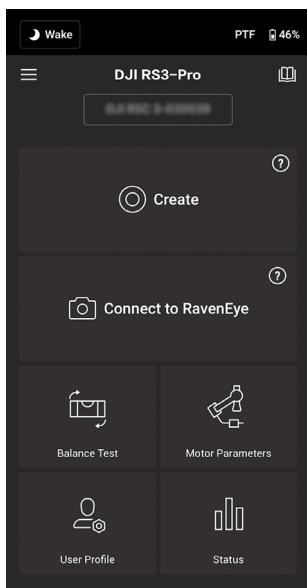 Wake
PTF 46%
DJI RS3-Pro
Create
Connect to RavenEye
Balance Test
Motor Parameters
User Profile
Status